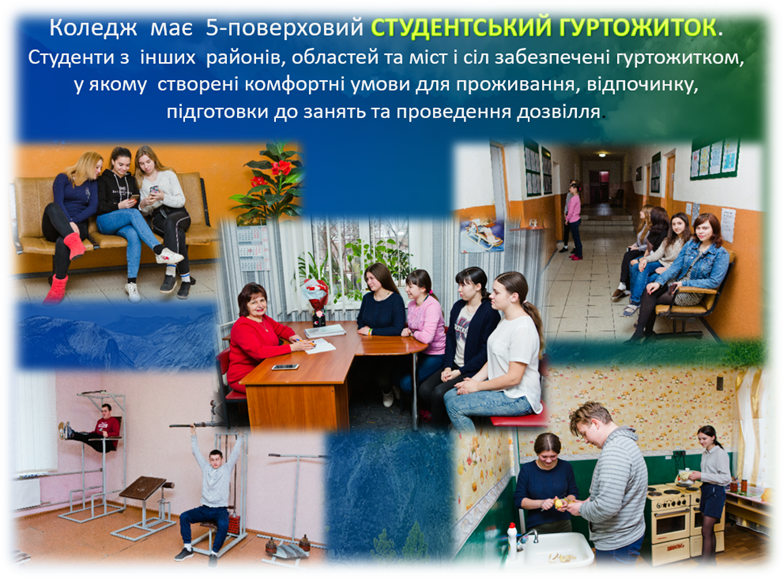 Коледж має 5-поверховий СТУДЕНТСЬКИЙ ГУРТОЖИТОК.
Студенти з інших районів, областей та міст і сіл забезпечені гуртожитком,
у якому створені комфортні умови для проживання, відпочинку,
підготовки до занять та проведення дозвілля.